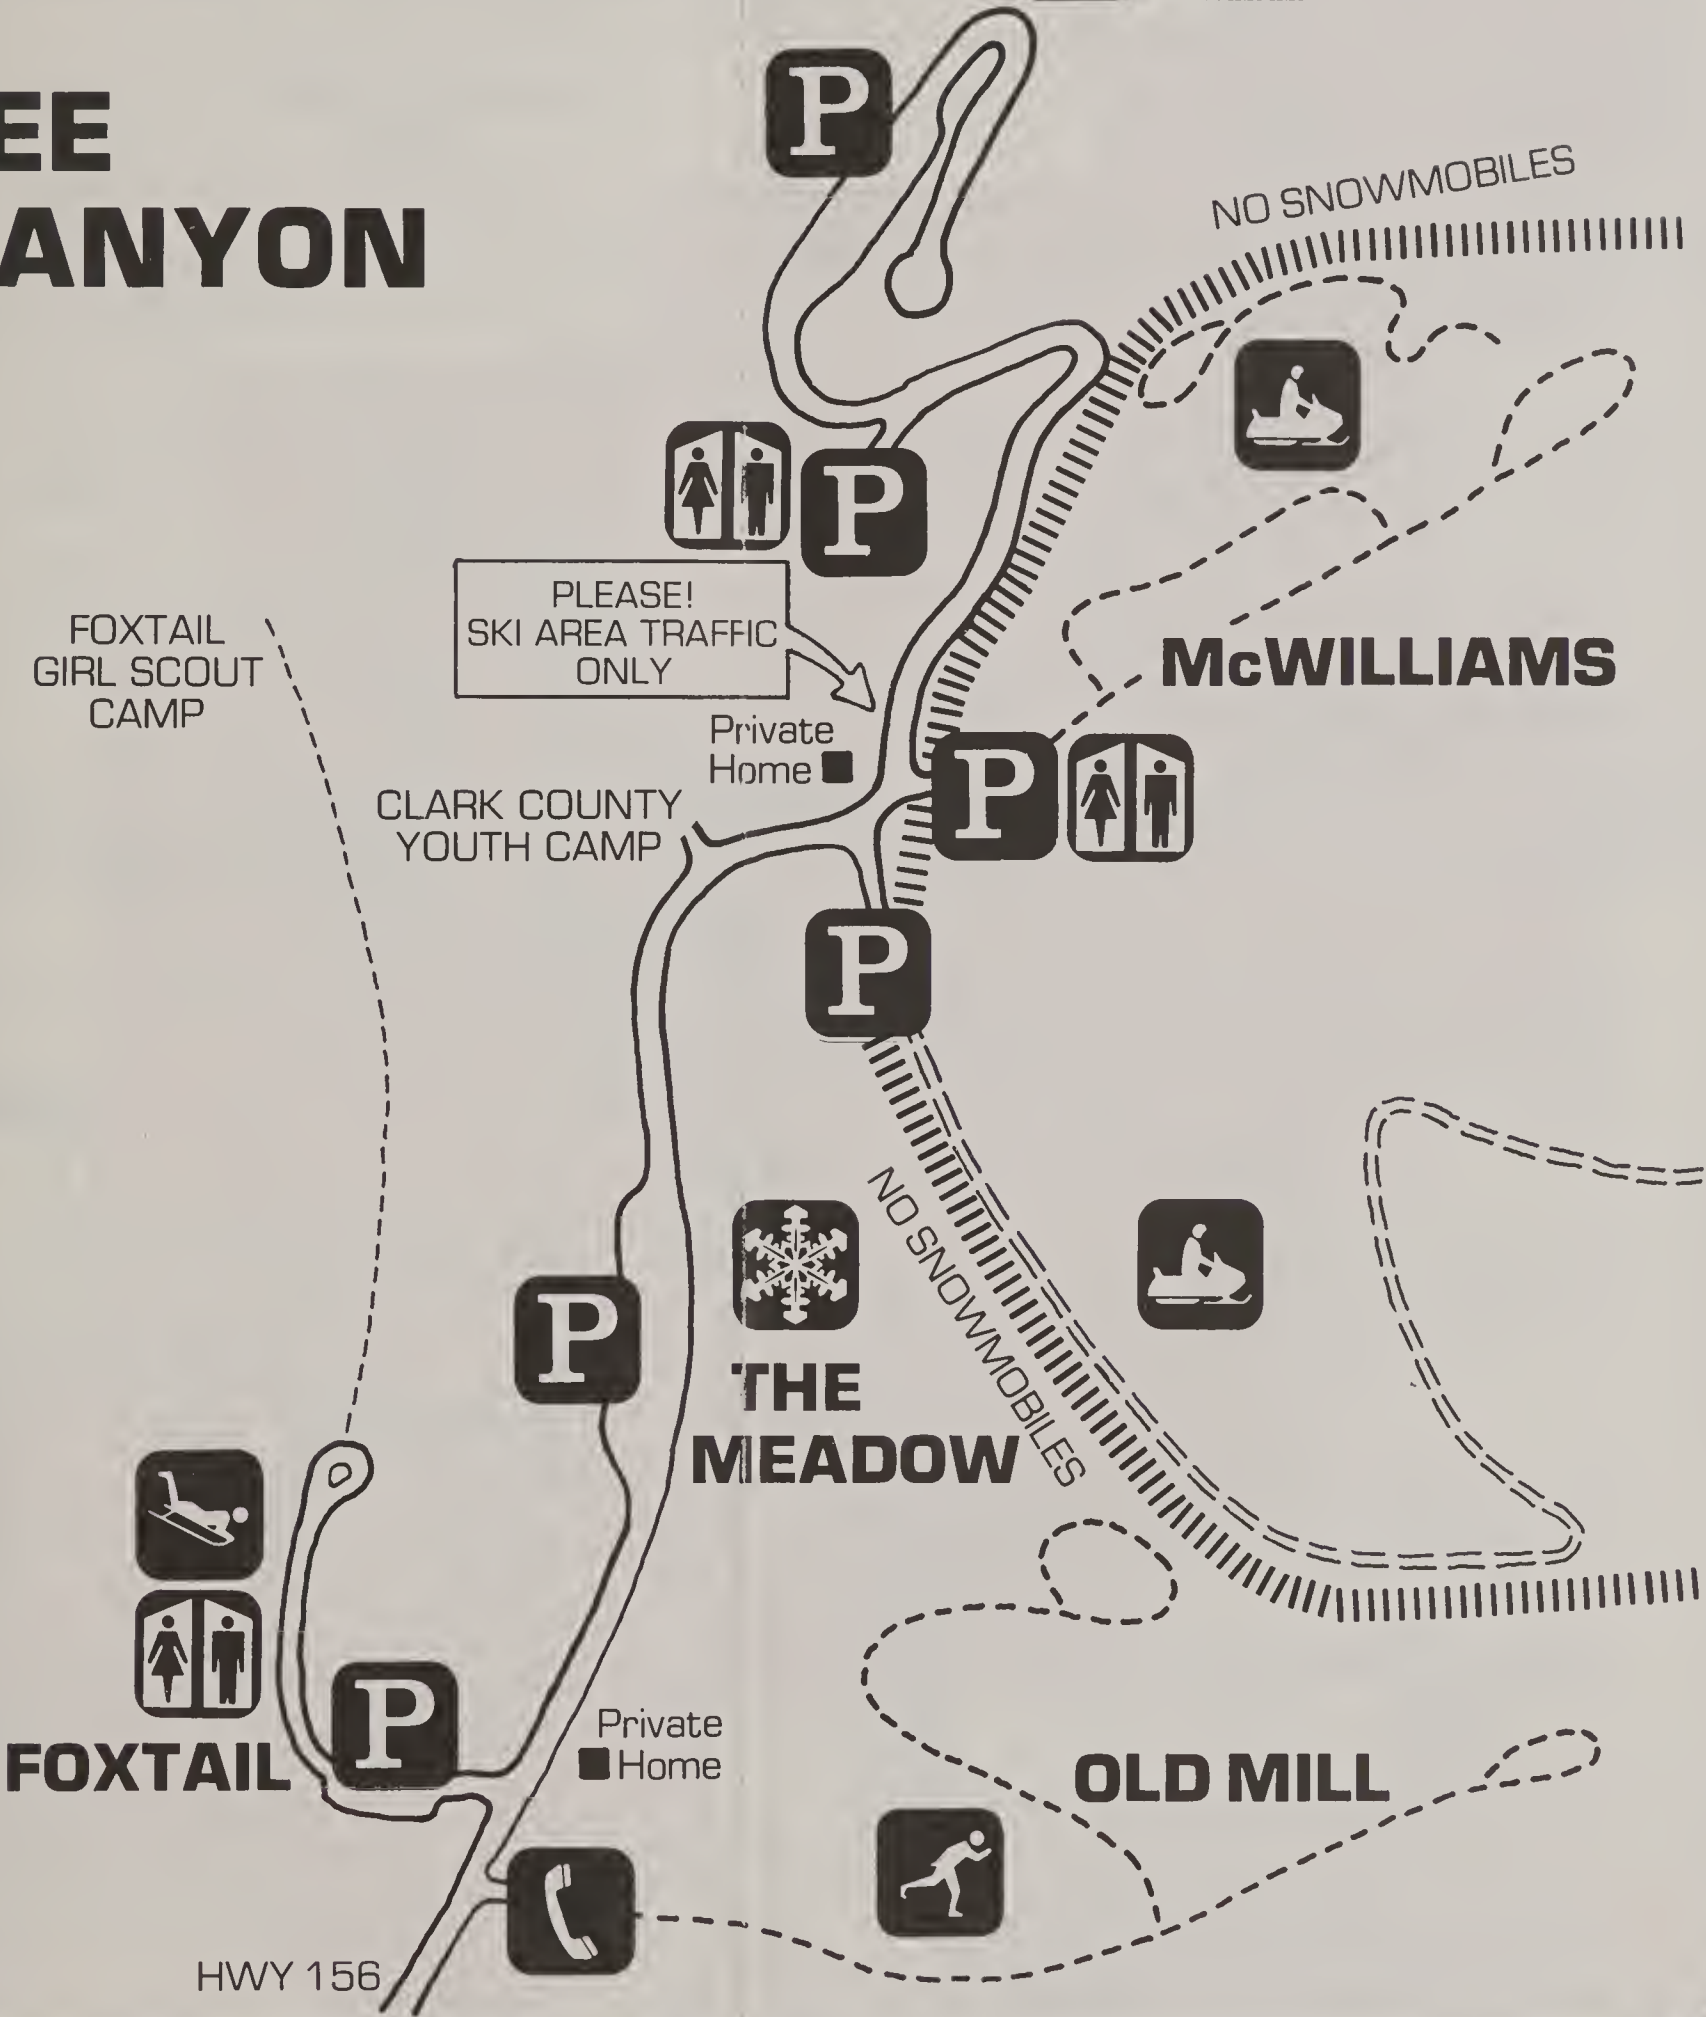 EE
ANYON
P
NO SNOWMOBILES
P
PLEASE!
SKI AREA TRAFFIC
ONLY
FOXTAIL
GIRL SCOUT
CAMP
McWILLIAMS
Private
Home
P
CLARK COUNTY
YOUTH CAMP
P
NO SNOWMOBILES
P
THE
MEADOW
P
FOXTAIL
Private
Home
OLD MILL
HWY 156